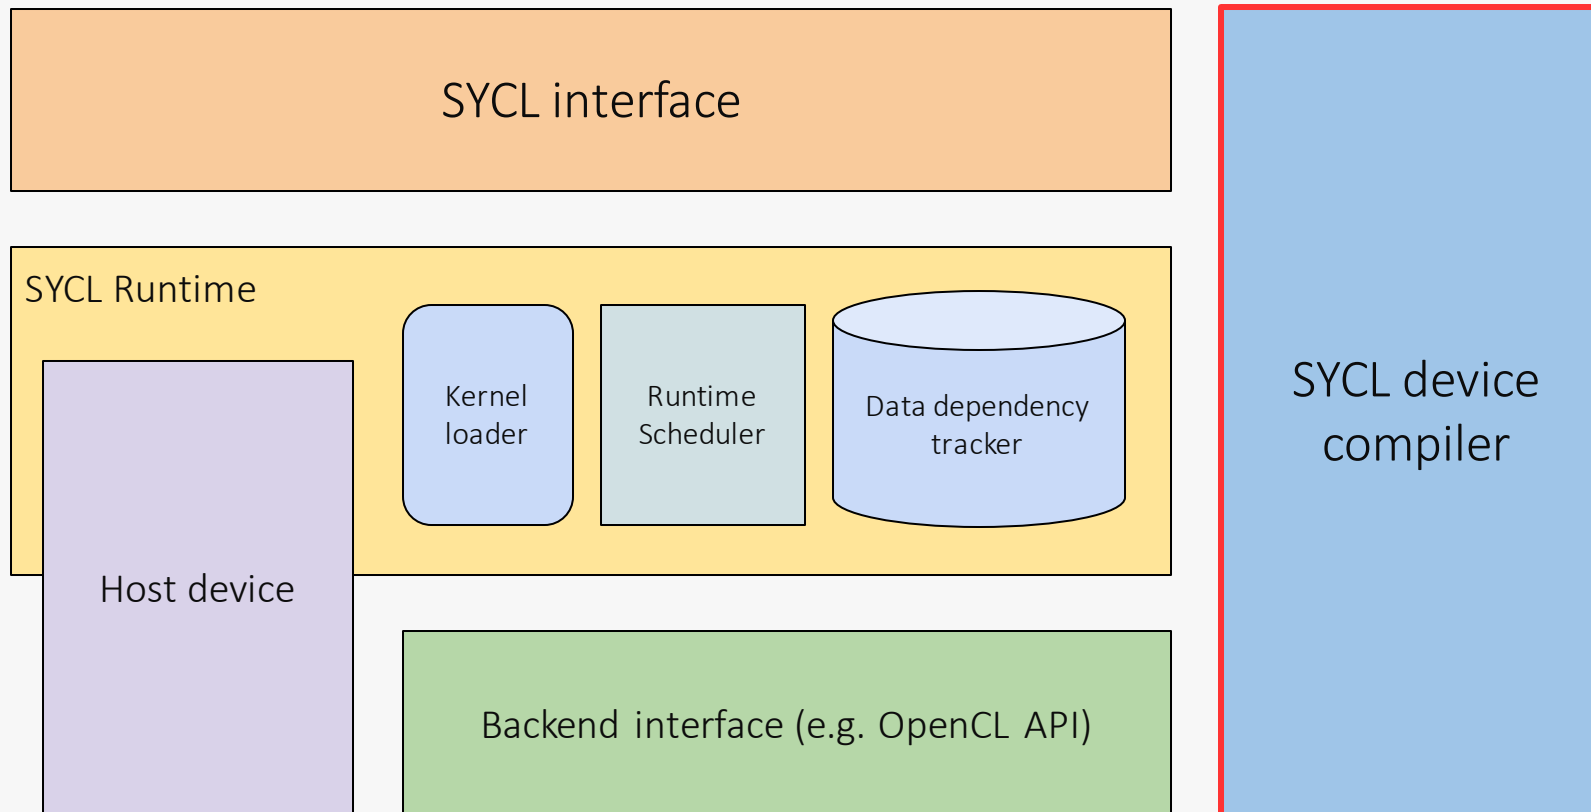 SYCL interface
SYCL Runtime
Kernel
loader
Runtime
Scheduler
Data dependency
tracker
Host device
Backend interface (e.g. OpenCL API)
SYCL device
compiler